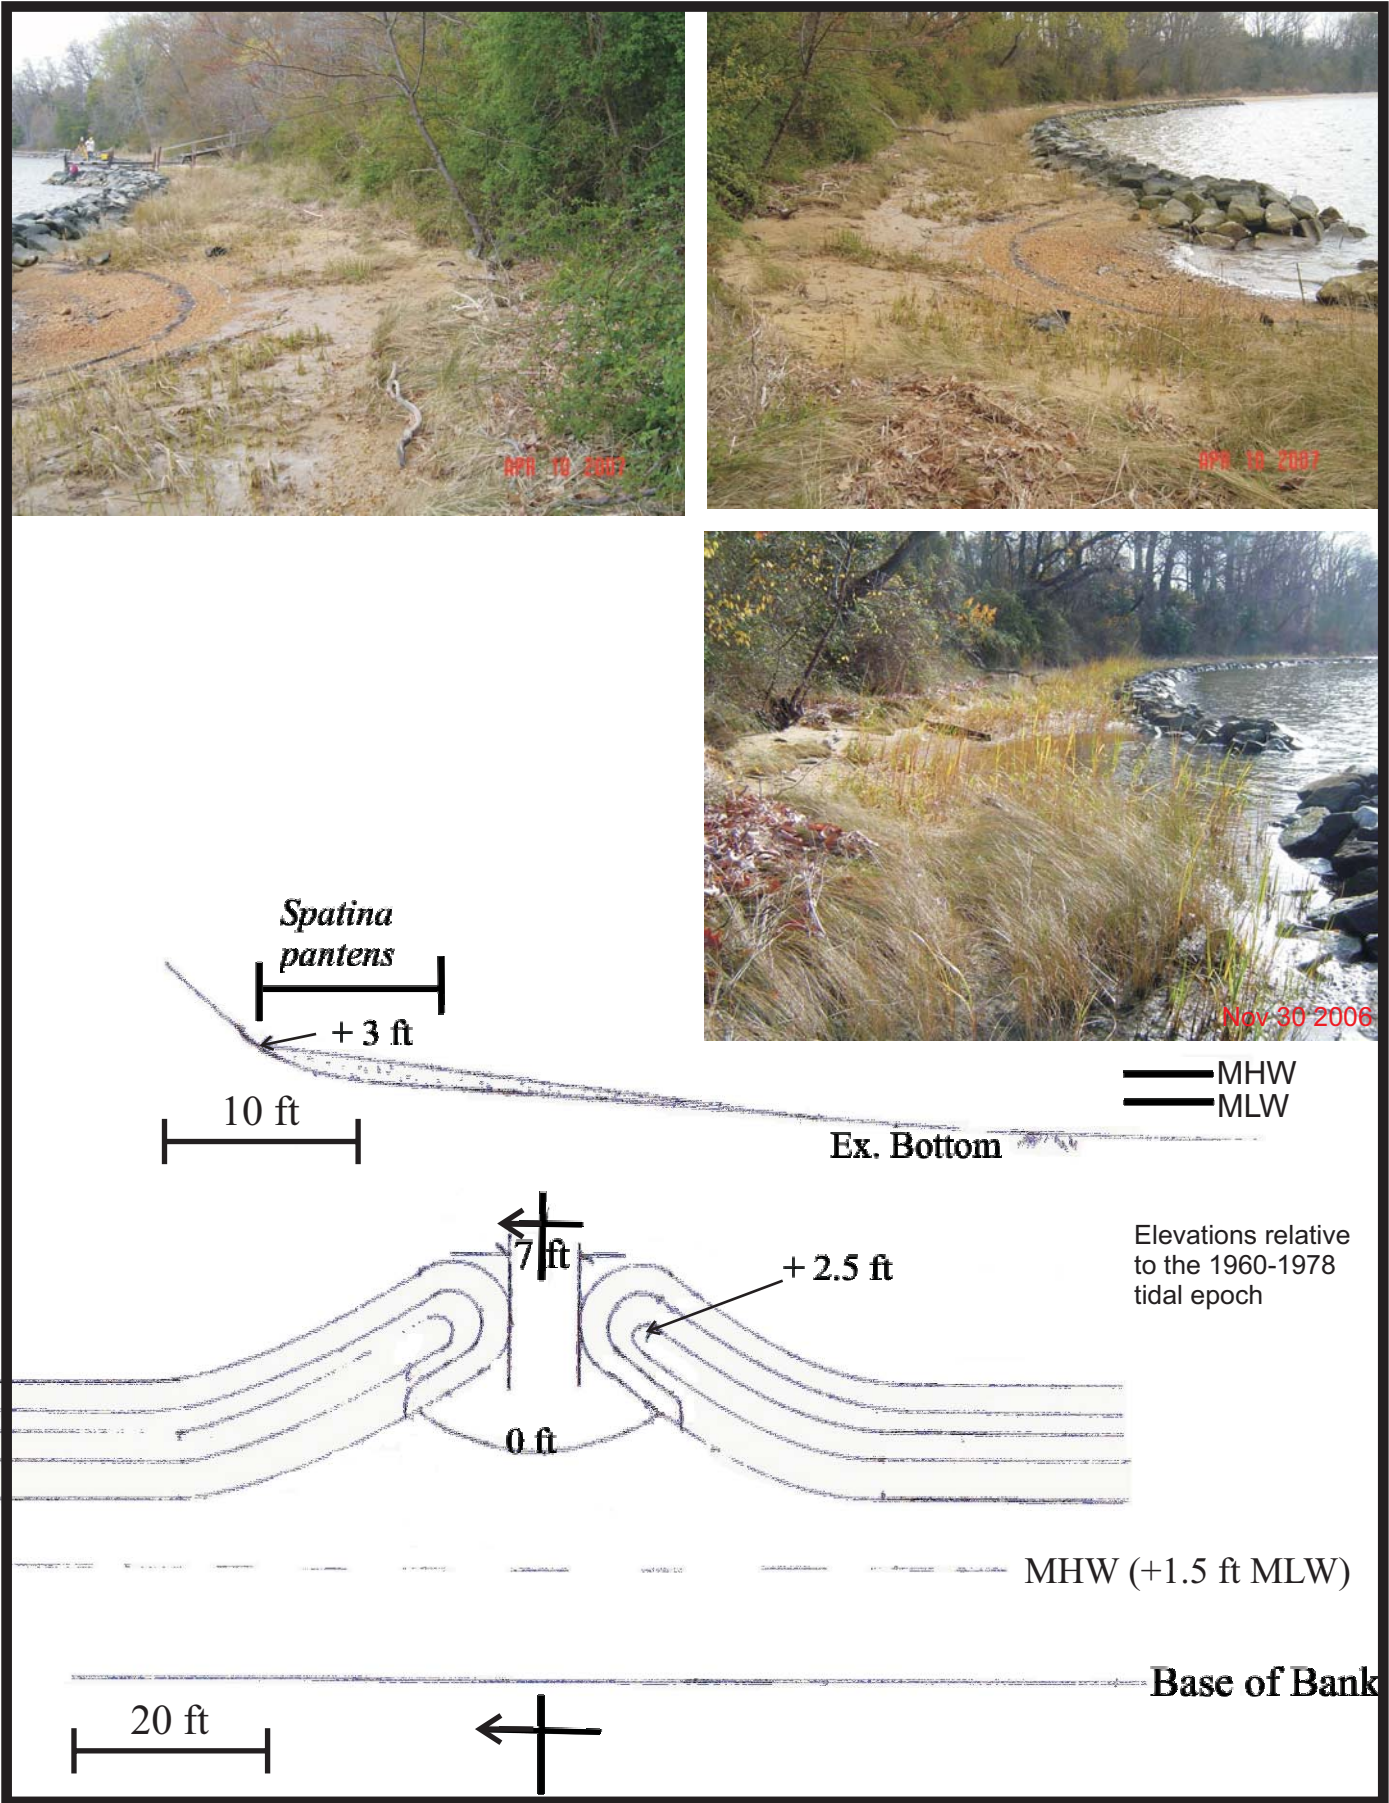 APR 18 2007
APR 18 2007
Nov 30 2006
Spatina
pantens
+ 3 ft
10 ft
MHW
MLW
Ex. Bottom
7 ft
+ 2.5 ft
Elevations relative
to the 1960-1978
tidal epoch
0 ft
MHW (+1.5 ft MLW)
Base of Bank
20 ft